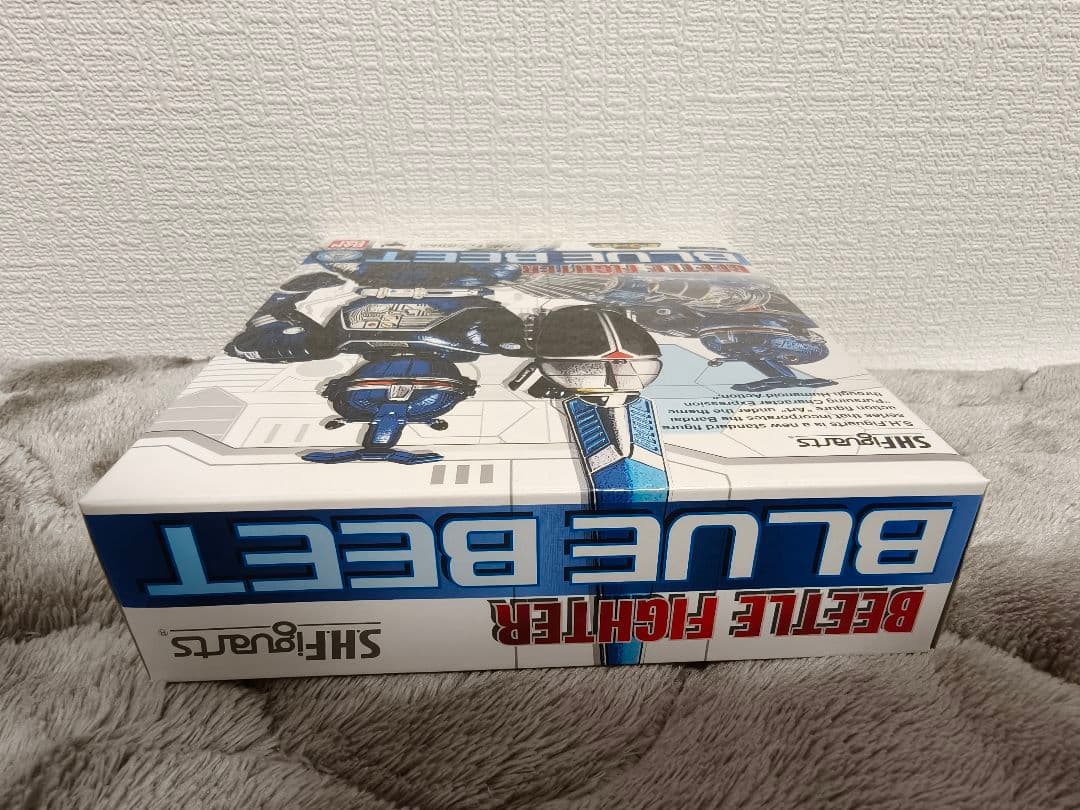 S.H.Figuarts
S.H.Figuarts is a new standard figure
series that incorporates the Bandai
action figure "Art" under the theme
"Pursuing Character Expression
through Humanoid Action."
BEETLE FIGHTER
BLUE BEET
BEETLE FIGHTER
BLUE BEET
S.H.Figuarts®